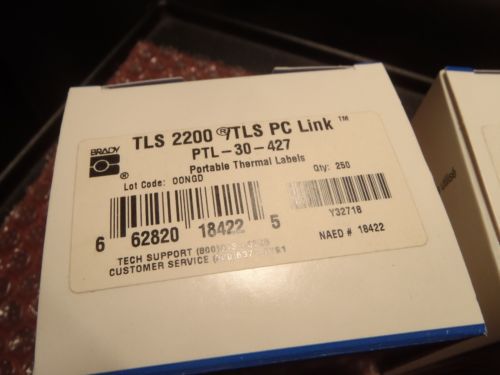 BRADY
®
TLS 2200 ®/TLS PC Link ™
PTL-30-427
Portable Thermal Labels
Lot Code: DONGD
Qty: 250
6 62820 18422 5
Y32718
NAED # 18422
TECH SUPPORT
CUSTOMER SERVICE